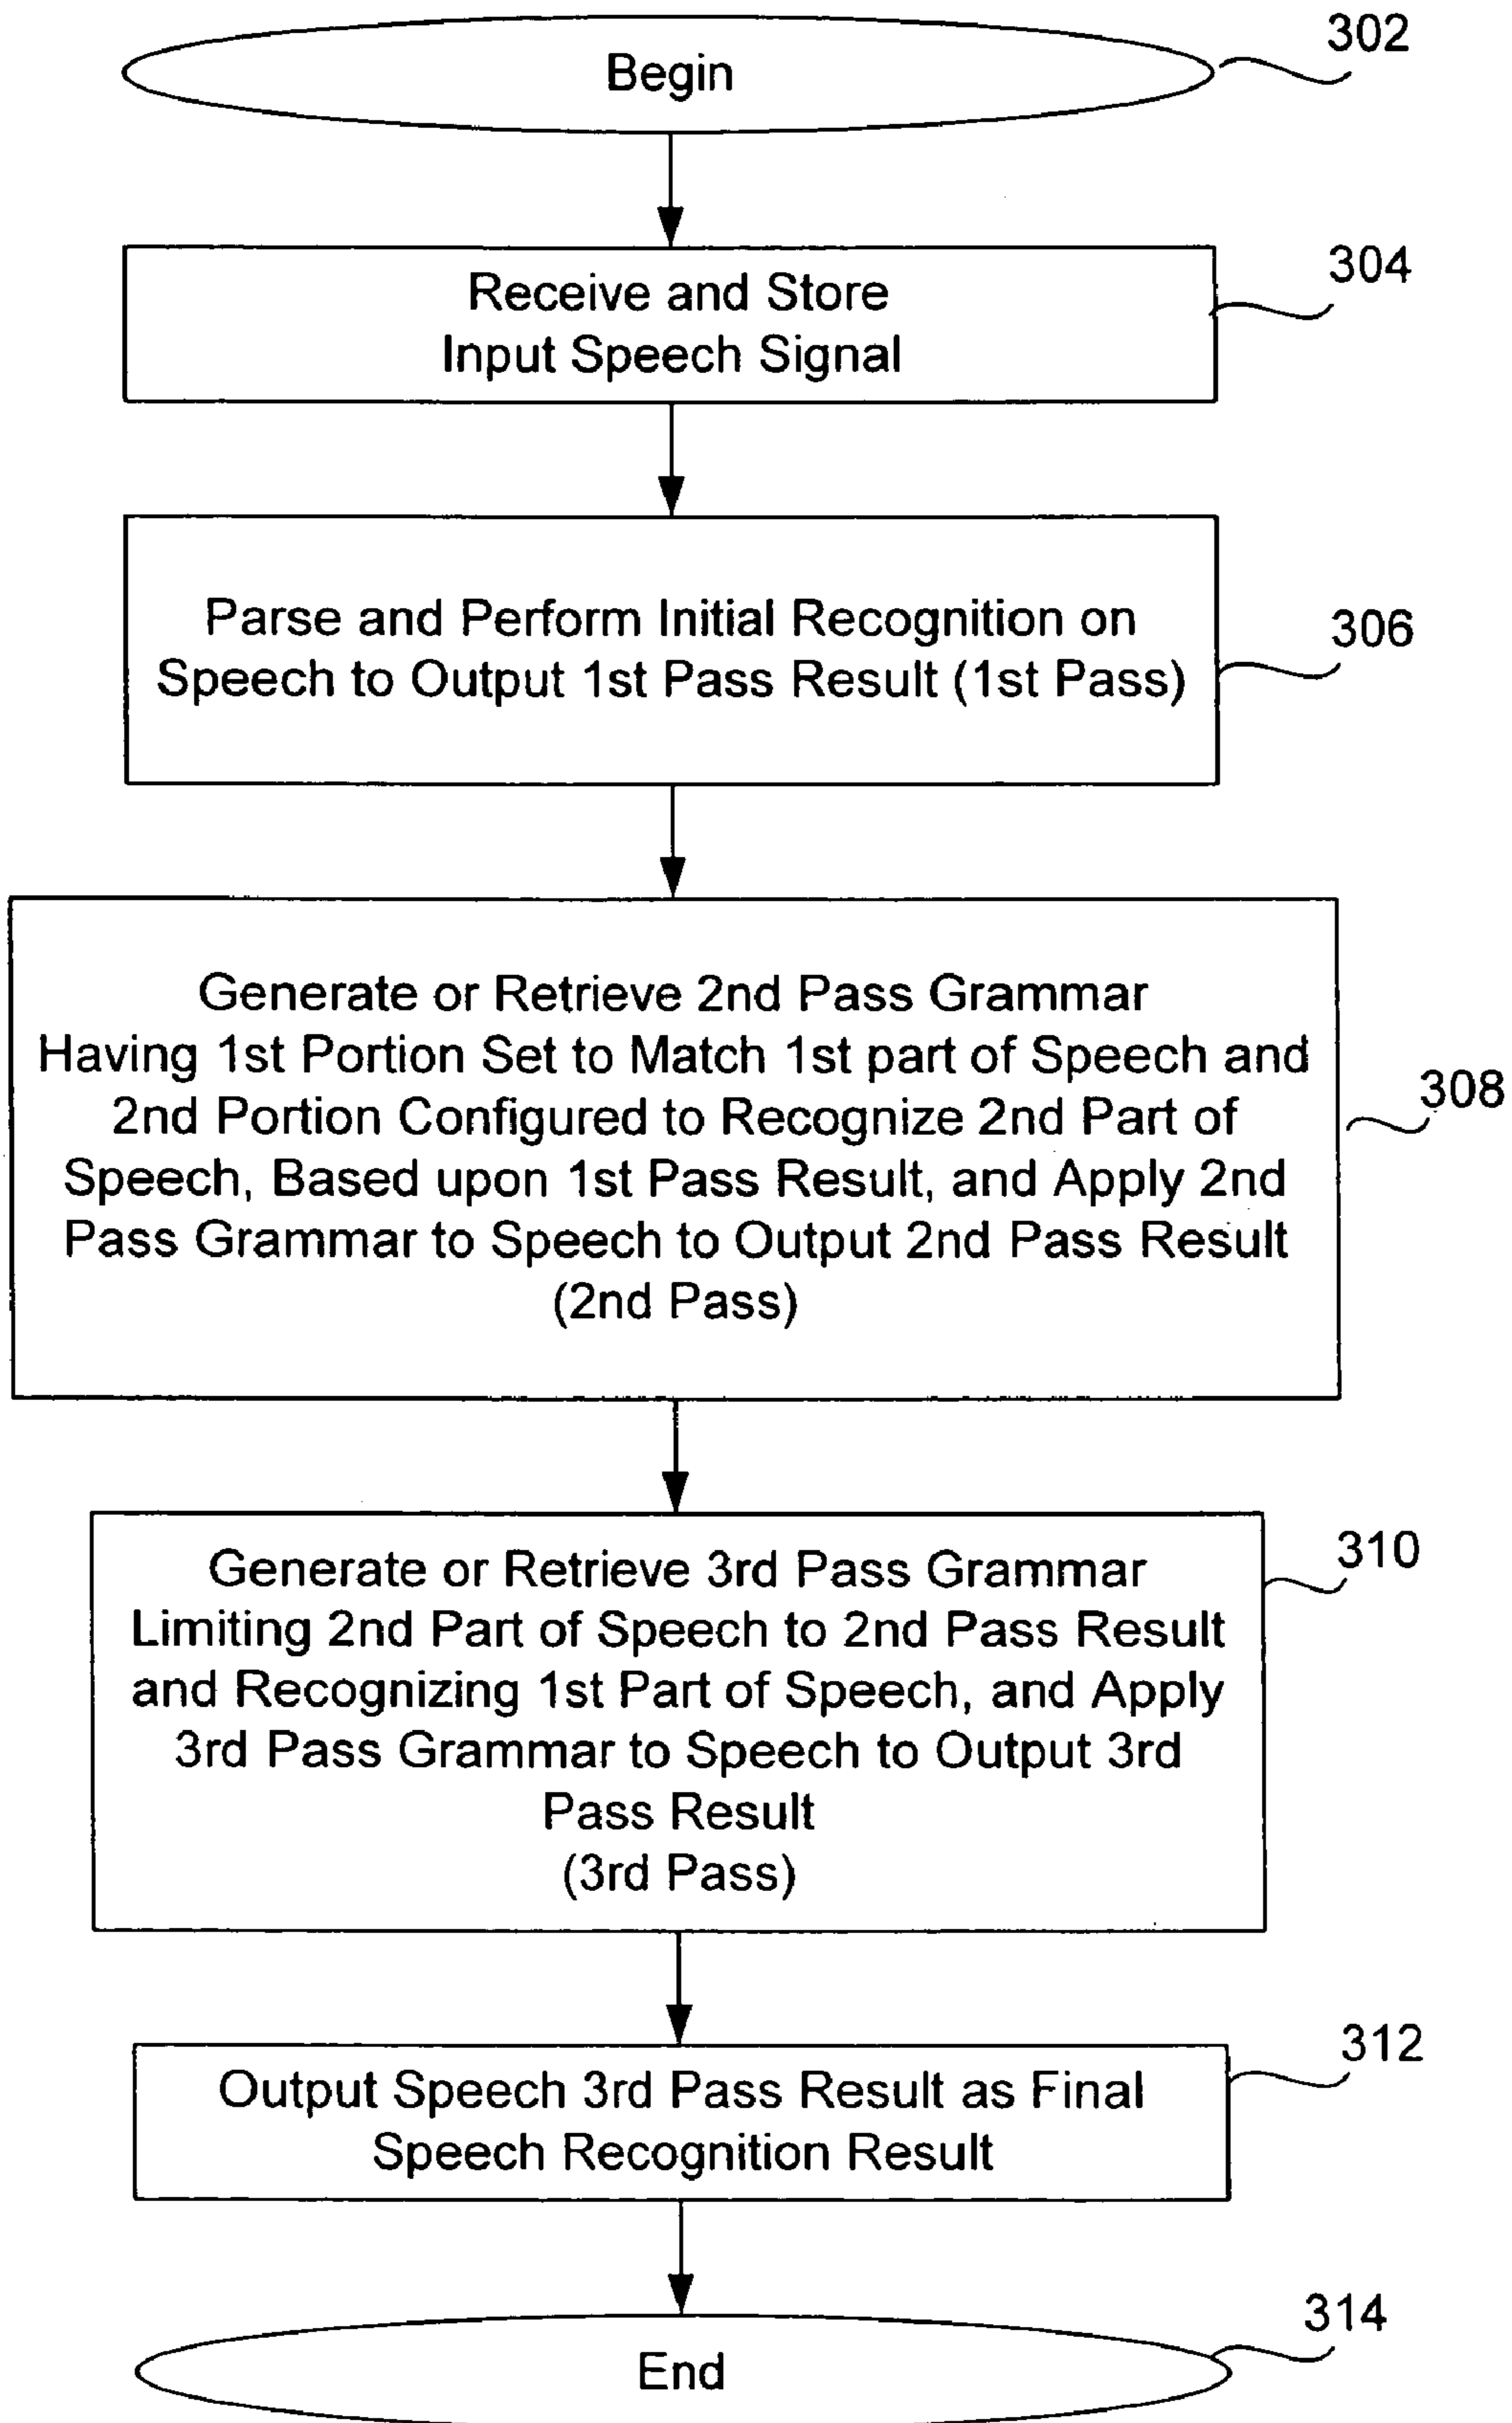 302
Begin
304
Receive and Store
Input Speech Signal
306
Parse and Perform Initial Recognition on
Speech to Output 1st Pass Result (1st Pass)
308
Generate or Retrieve 2nd Pass Grammar
Having 1st Portion Set to Match 1st part of Speech and
2nd Portion Configured to Recognize 2nd Part of
Speech, Based upon 1st Pass Result, and Apply 2nd
Pass Grammar to Speech to Output 2nd Pass Result
(2nd Pass)
310
Generate or Retrieve 3rd Pass Grammar
Limiting 2nd Part of Speech to 2nd Pass Result
and Recognizing 1st Part of Speech, and Apply
3rd Pass Grammar to Speech to Output 3rd
Pass Result
(3rd Pass)
312
Output Speech 3rd Pass Result as Final
Speech Recognition Result
314
End